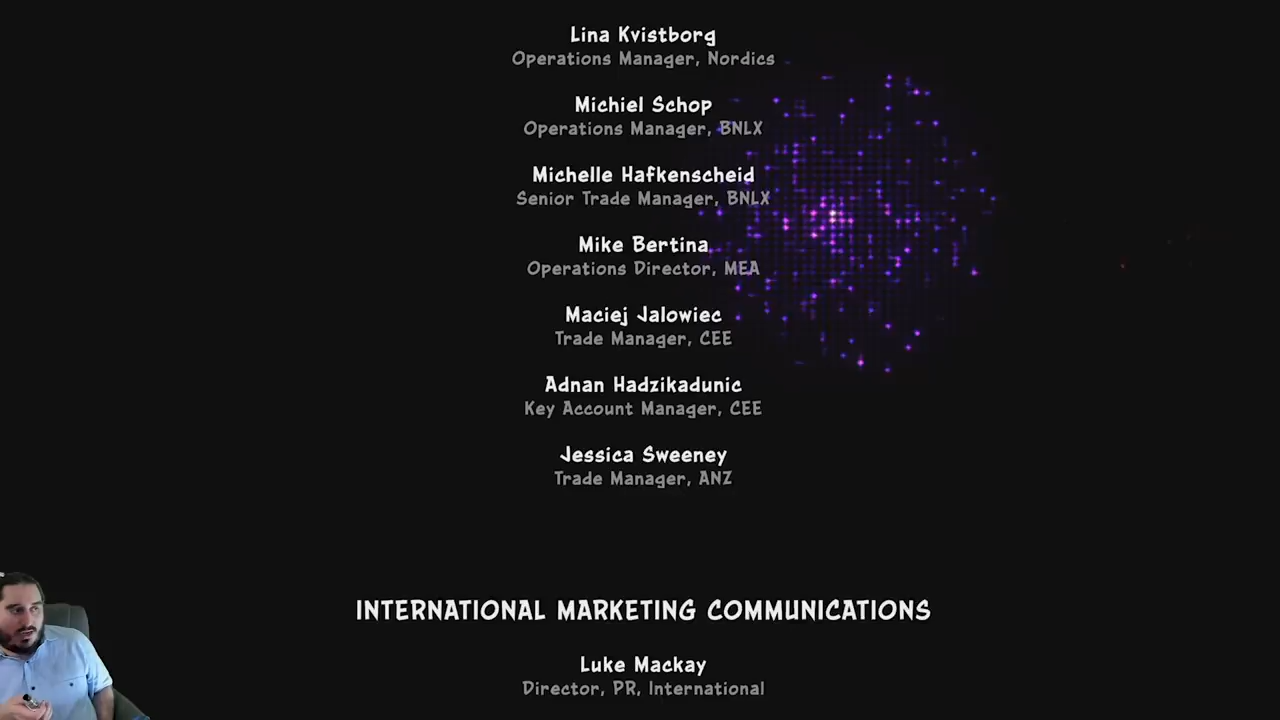 Lina Kvistborg
Operations Manager, Nordics
Michiel Schop
Operations Manager, BNLX
Michelle Hafkenscheid
Senior Trade Manager, BNLX
Mike Bertina
Operations Director, MEA
Maciej Jalowiec
Trade Manager, CEE
Adnan Hadzikadunic
Key Account Manager, CEE
Jessica Sweeney
Trade Manager, ANZ
INTERNATIONAL MARKETING COMMUNICATIONS
Luke Mackay
Director, PR, International